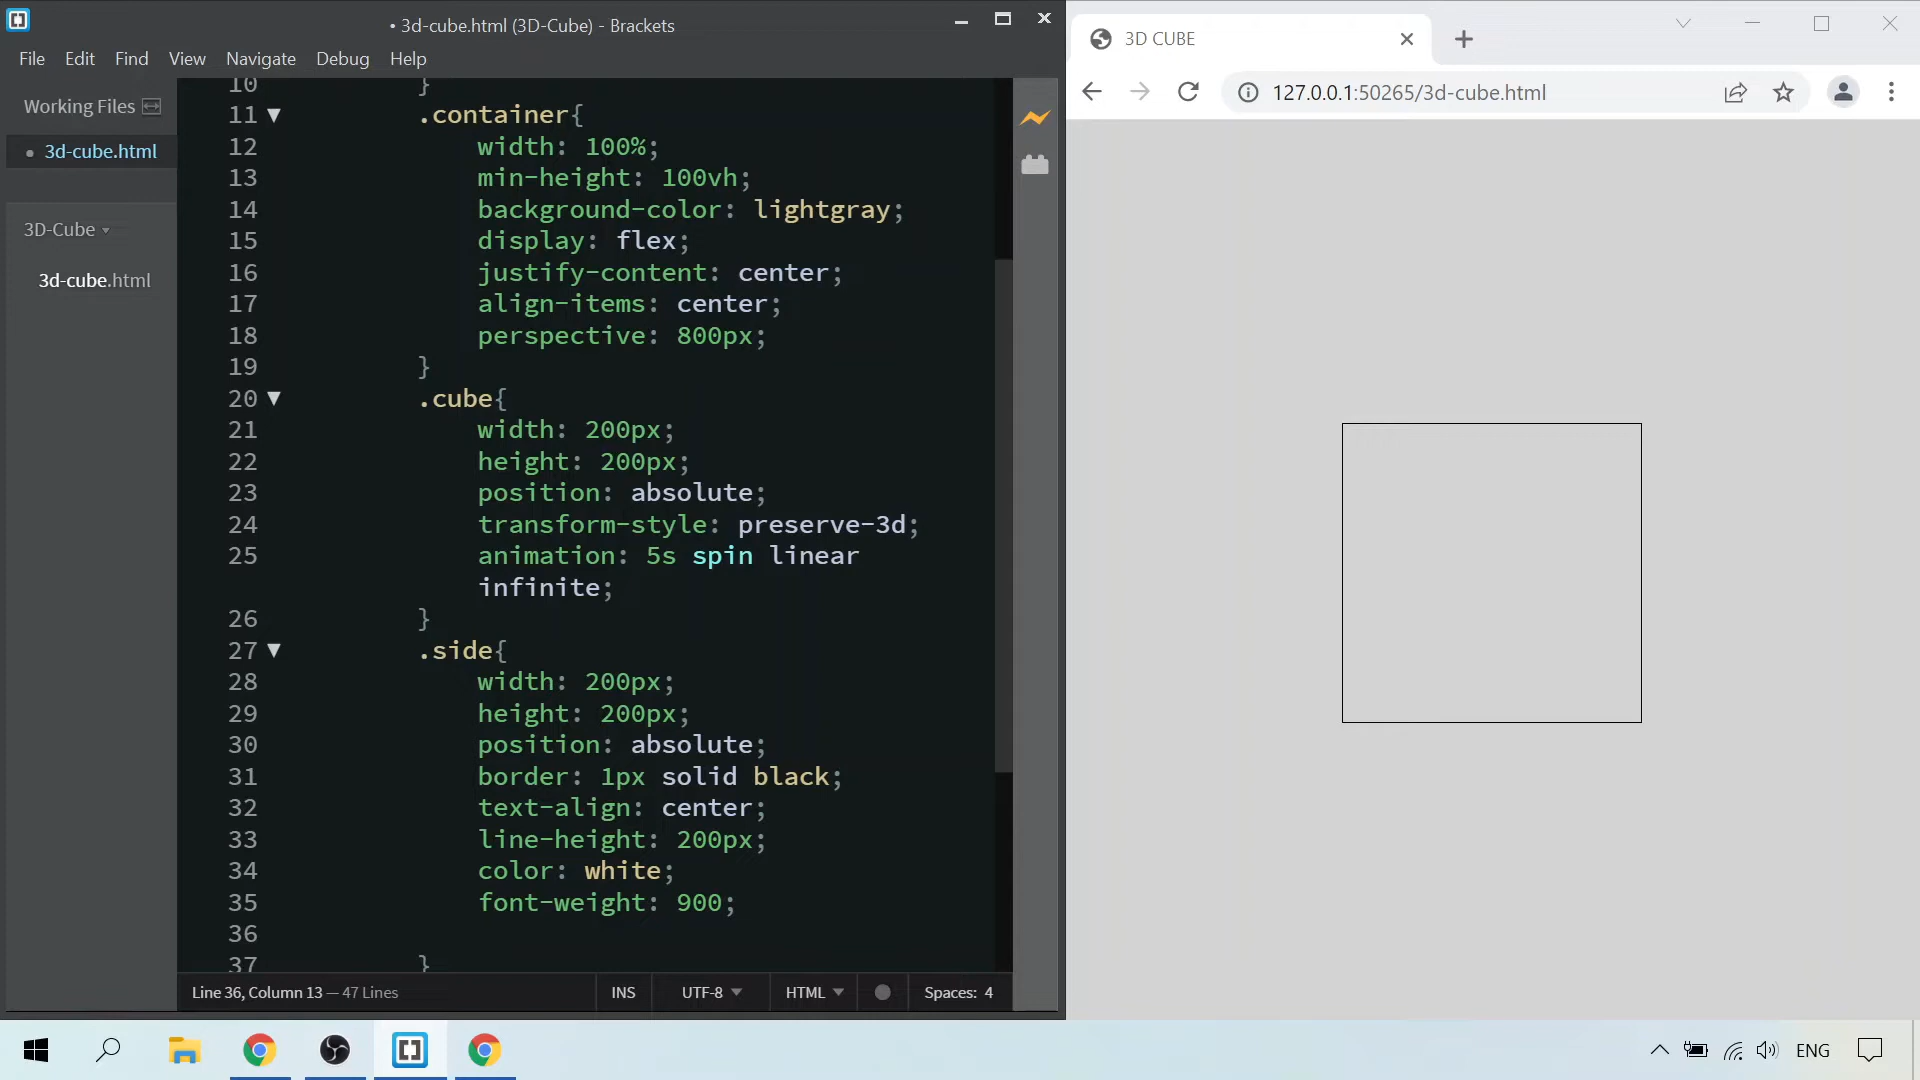 • 3d-cube.html (3D-Cube) - Brackets
File Edit Find View Navigate Debug Help
Working Files
• 3d-cube.html
3D-Cube
3d-cube.html
10 }
11 .container{
12 width: 100%;
13 min-height: 100vh;
14 background-color: lightgray;
15 display: flex;
16 justify-content: center;
17 align-items: center;
18 perspective: 800px;
19 }
20 .cube{
21 width: 200px;
22 height: 200px;
23 position: absolute;
24 transform-style: preserve-3d;
25 animation: 5s spin linear
infinite;
26 }
27 .side{
28 width: 200px;
29 height: 200px;
30 position: absolute;
31 border: 1px solid black;
32 text-align: center;
33 line-height: 200px;
34 color: white;
35 font-weight: 900;
36
37 }
Line 36, Column 13 — 47 Lines
INS UTF-8 HTML Spaces: 4
3D CUBE
127.0.0.1:50265/3d-cube.html
ENG